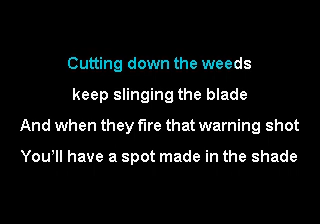 Cutting down the weeds
keep slinging the blade
And when they fire that warning shot
You'll have a spot made in the shade